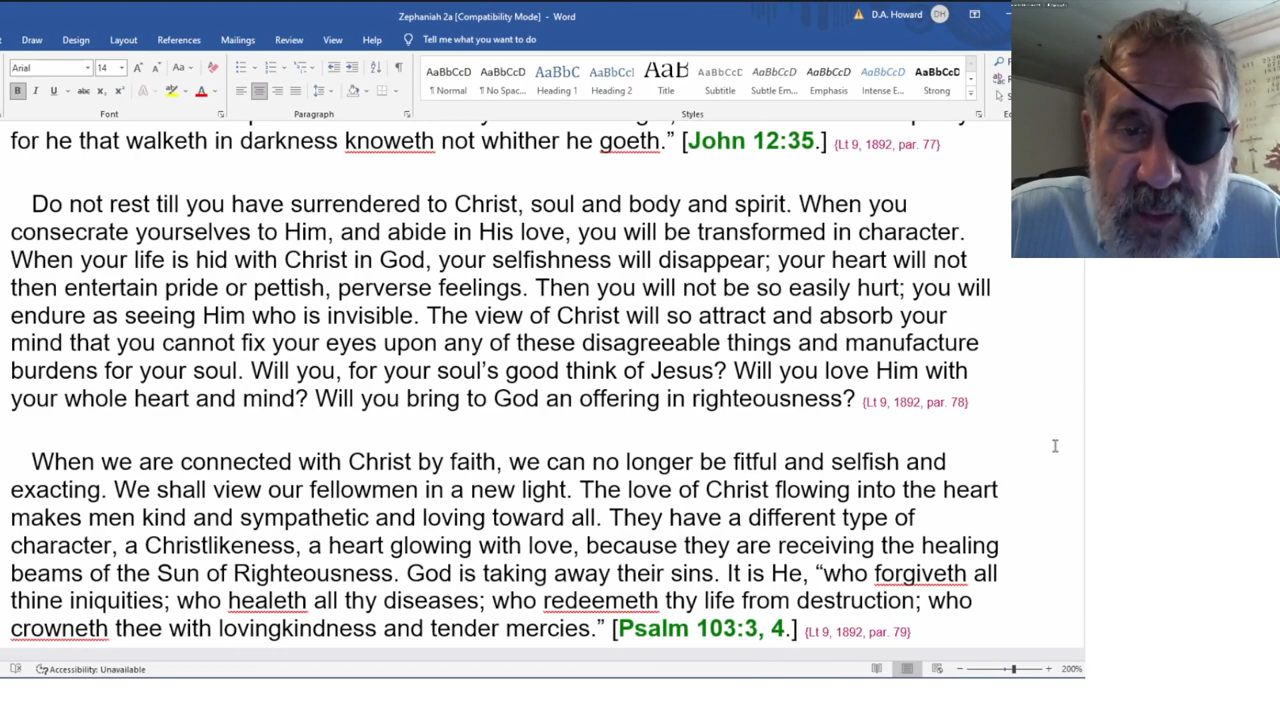 Zephaniah 2a [Compatibility Mode] - Word
D.A. Howard DH
Draw Design Layout References Mailings Review View Help Tell me what you want to do
Arial 14 Aa
AaBbCcD AaBbCcD AaBbC AaBbCcI AaB AaBbCcD AaBbCcD AaBbCcD AaBbCcD AaBbCcD
¶ Normal ¶ No Spac... Heading 1 Heading 2 Title Subtitle Subtle Em... Emphasis Intense E... Strong
Font Paragraph Styles
for he that walketh in darkness knoweth not whither he goeth.” [John 12:35.] {Lt 9, 1892, par. 77}
Do not rest till you have surrendered to Christ, soul and body and spirit. When you
consecrate yourselves to Him, and abide in His love, you will be transformed in character.
When your life is hid with Christ in God, your selfishness will disappear; your heart will not
then entertain pride or pettish, perverse feelings. Then you will not be so easily hurt; you will
endure as seeing Him who is invisible. The view of Christ will so attract and absorb your
mind that you cannot fix your eyes upon any of these disagreeable things and manufacture
burdens for your soul. Will you, for your soul’s good think of Jesus? Will you love Him with
your whole heart and mind? Will you bring to God an offering in righteousness? {Lt 9, 1892, par. 78}
When we are connected with Christ by faith, we can no longer be fitful and selfish and
exacting. We shall view our fellowmen in a new light. The love of Christ flowing into the heart
makes men kind and sympathetic and loving toward all. They have a different type of
character, a Christlikeness, a heart glowing with love, because they are receiving the healing
beams of the Sun of Righteousness. God is taking away their sins. It is He, “who forgiveth all
thine iniquities; who healeth all thy diseases; who redeemeth thy life from destruction; who
crowneth thee with lovingkindness and tender mercies.” [Psalm 103:3, 4.] {Lt 9, 1892, par. 79}
Accessibility: Unavailable 200%